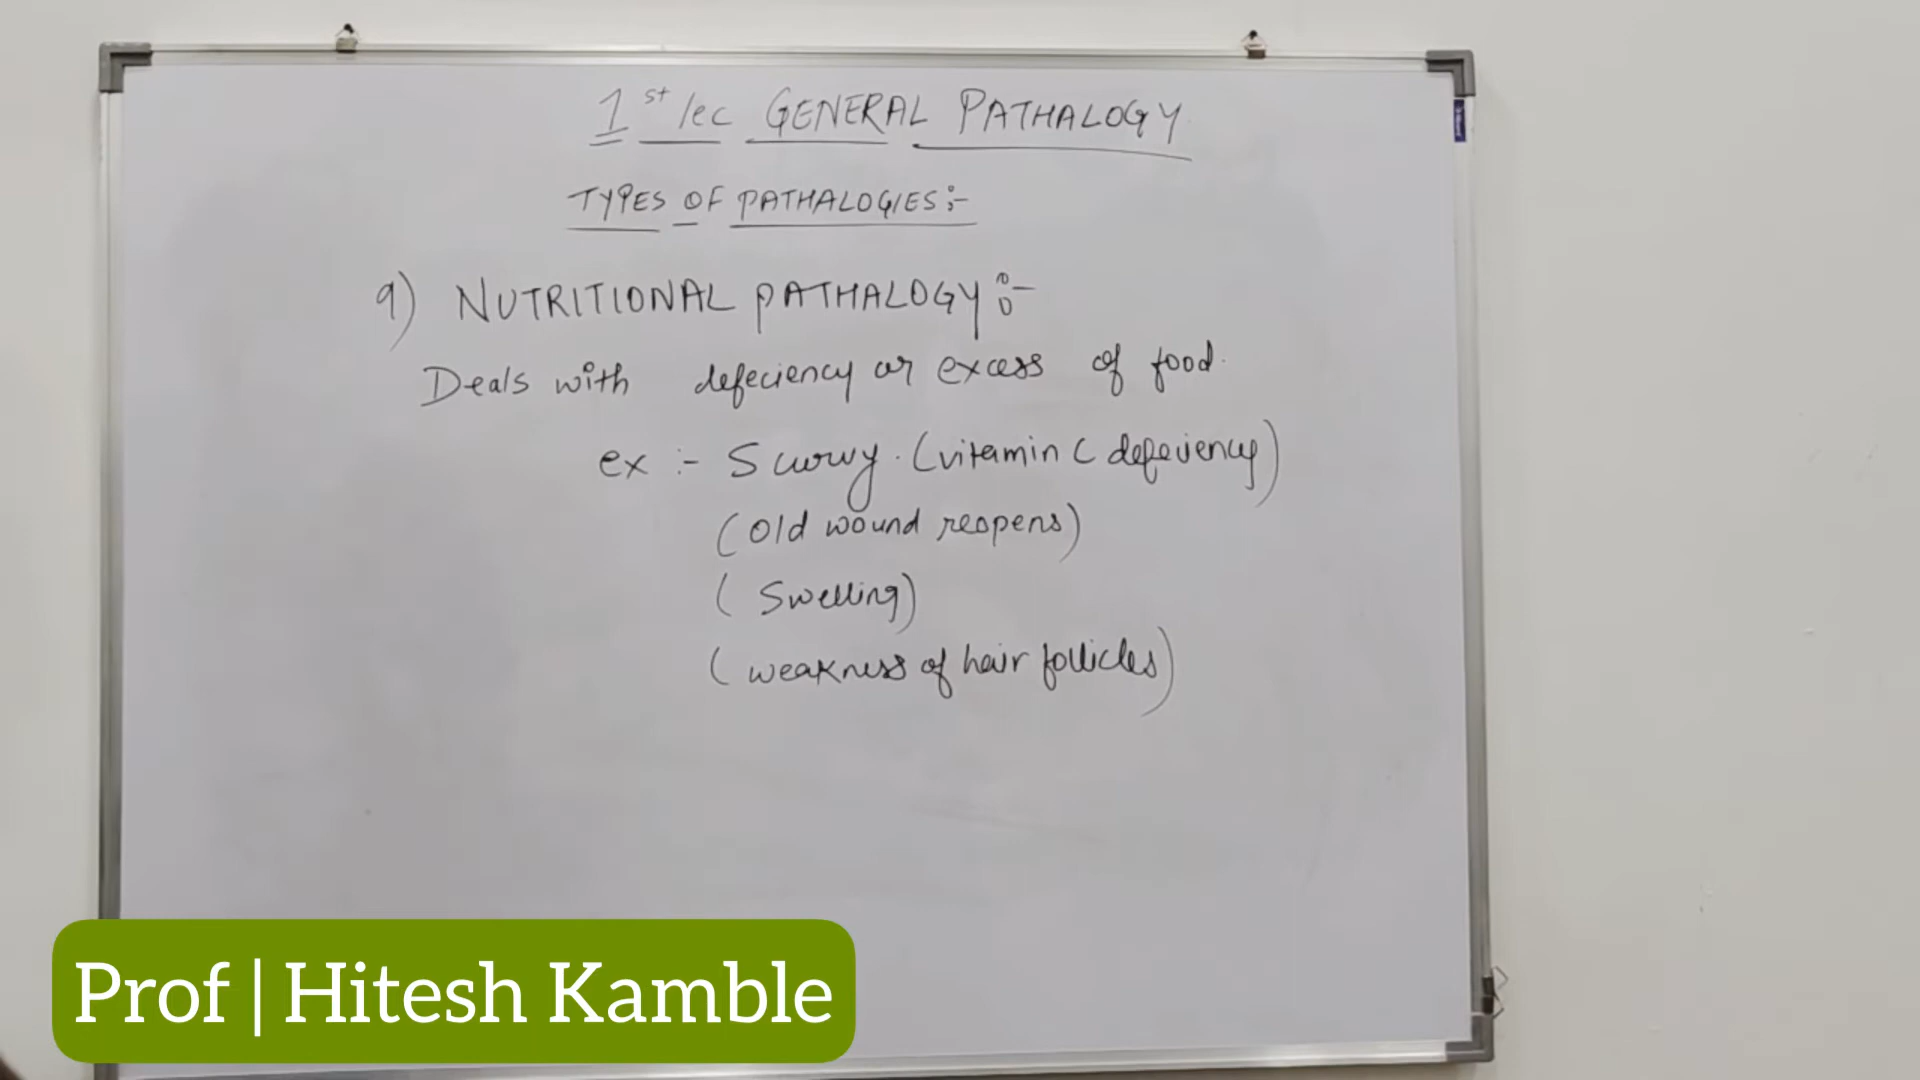 1st lec GENERAL PATHALOGY
TYPES OF PATHALOGIES:-
9) NUTRITIONAL PATHALOGY:-
Deals with defeciency or excess of food.
ex :- Scurvy. (vitamin C defeciency)
(Old wound reopens)
(Swelling)
(weakness of hair follicles)
Prof | Hitesh Kamble